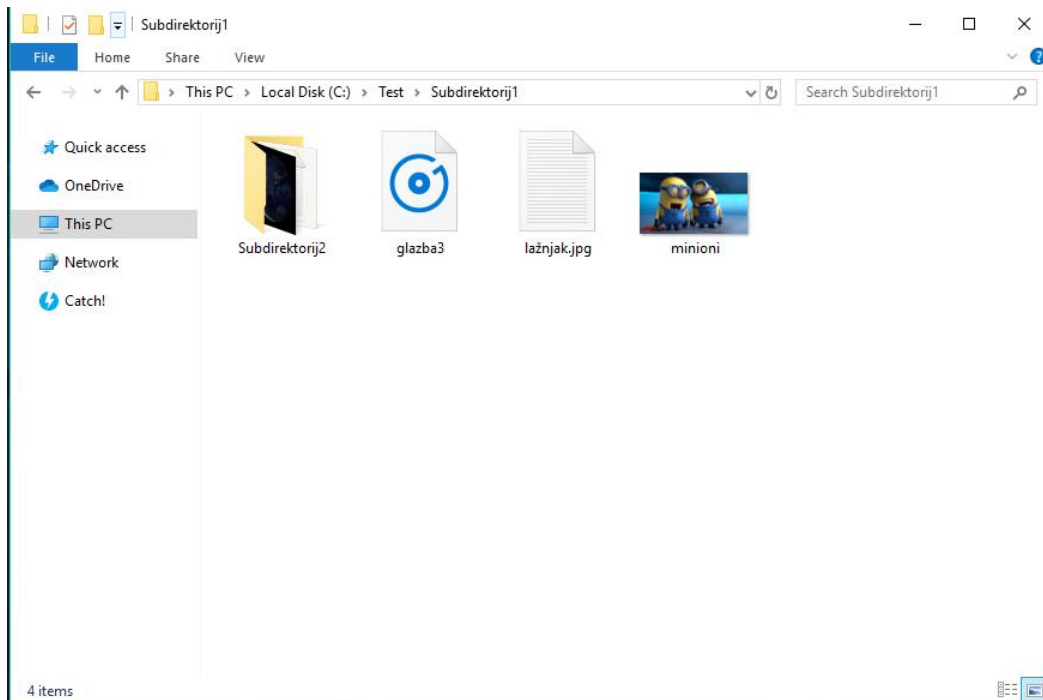 Subdirektorij1
File Home Share View
This PC > Local Disk (C:) > Test > Subdirektorij1
Search Subdirektorij1
Quick access
OneDrive
This PC
Network
Catch!
Subdirektorij2 glazba3 lažnjak.jpg minioni
4 items